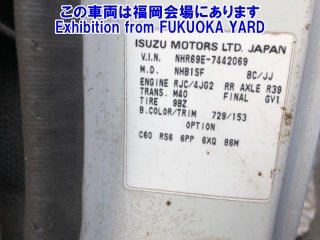 この車両は福岡会場にあります
Exhibition from FUKUOKA YARD
ISUZU MOTORS LTD. JAPAN
V.I.N. NHR69E-7442069
M.D. NHB1SF BC/JJ
ENGINE RJC/4JG2 RR AXLE R39
TRANS. M40 FINAL GV1
TIRE 9BZ
B.COLOR/TRIM 729/153
OPTION
C60 RS6 6PP 6XQ 86M